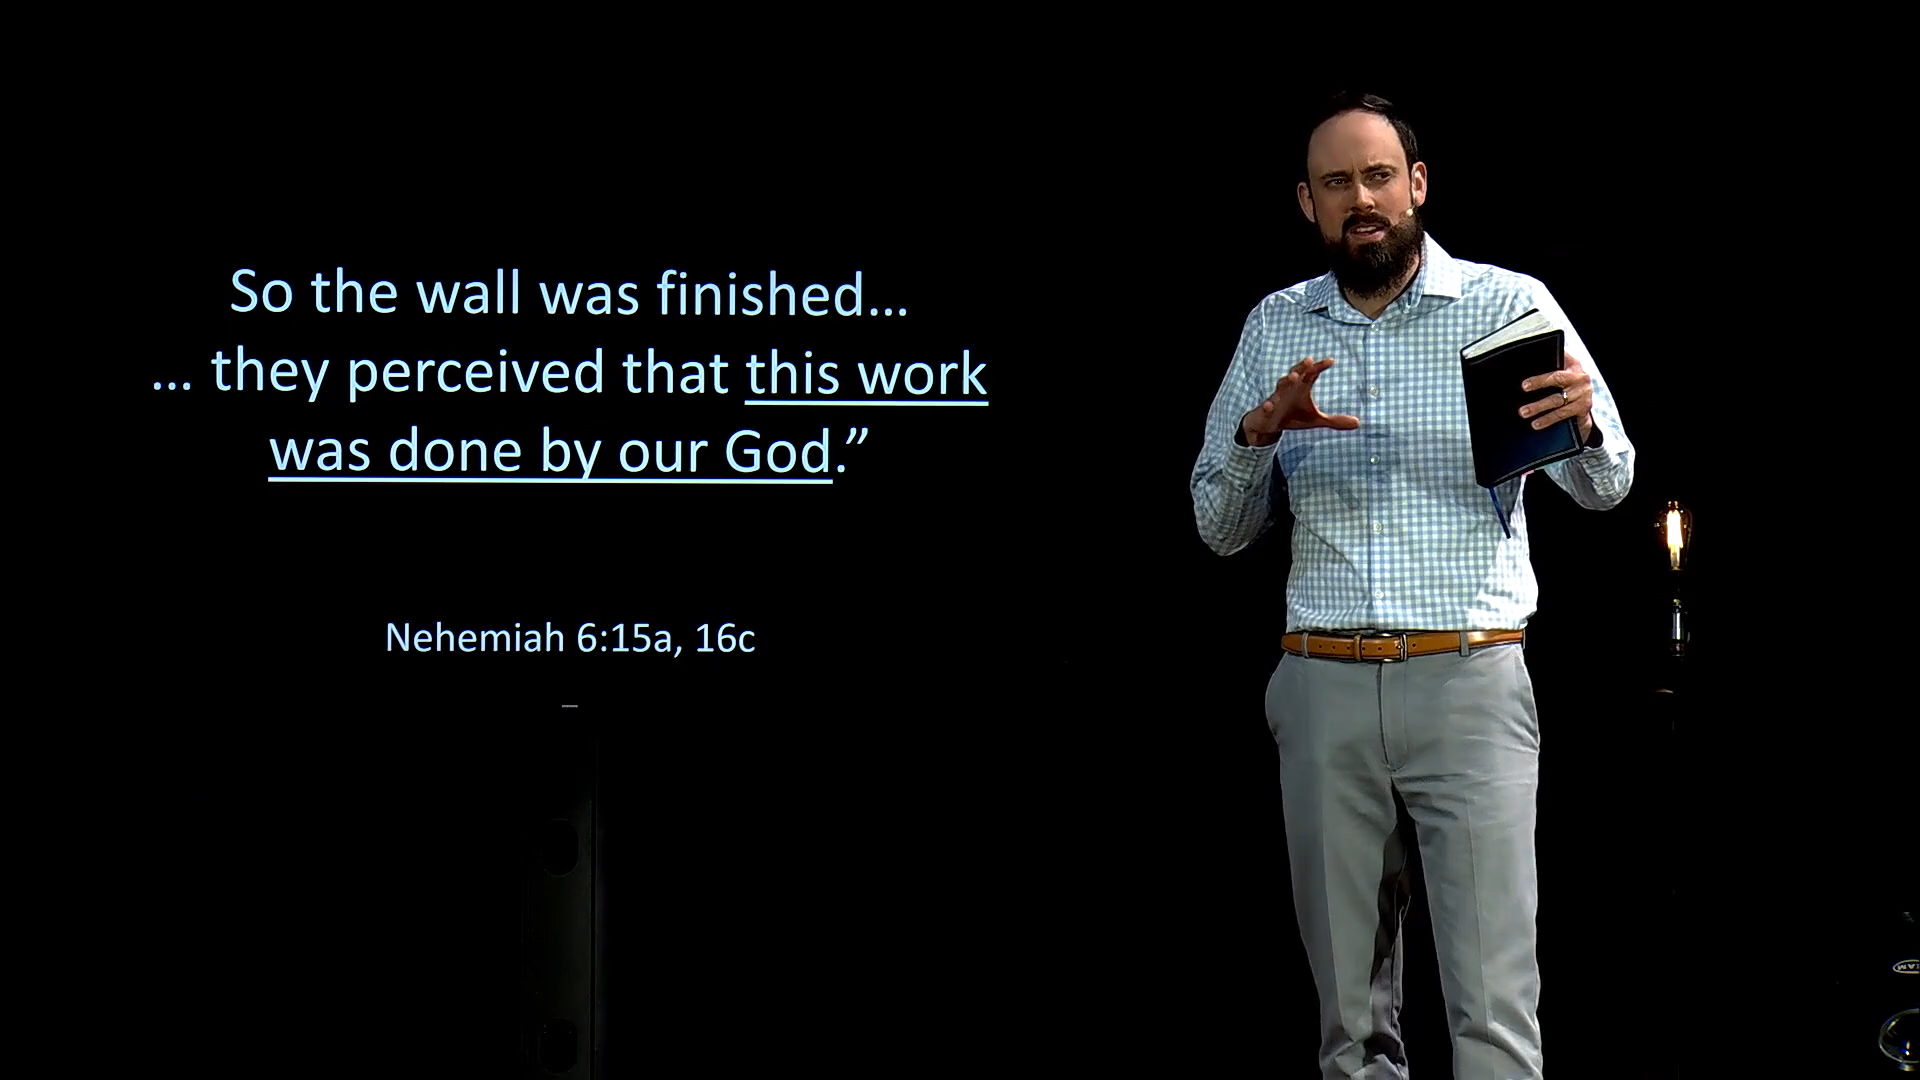 So the wall was finished...
... they perceived that this work
was done by our God.”
Nehemiah 6:15a, 16c